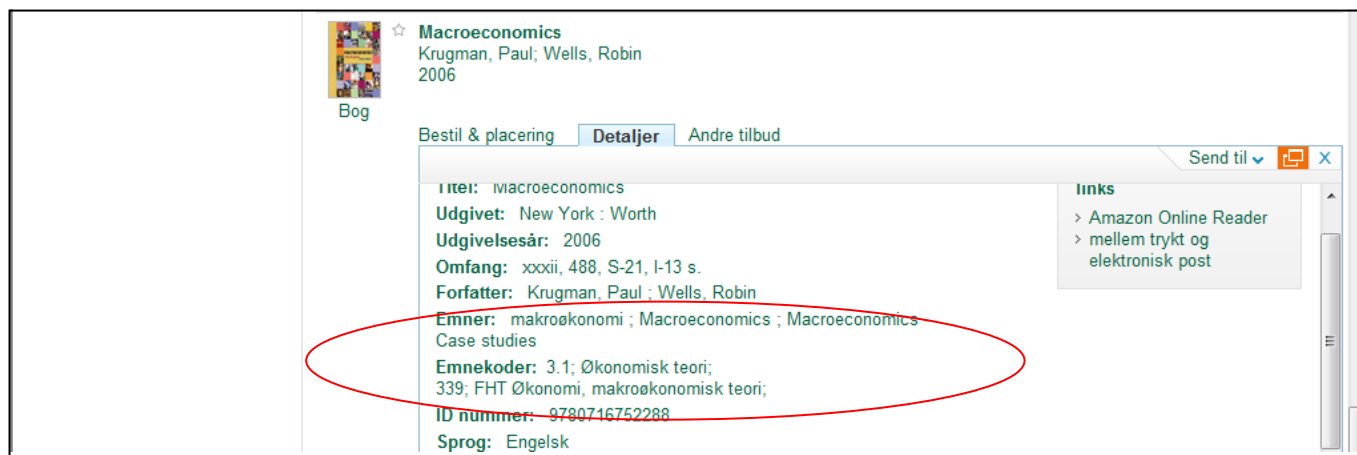 Macroeconomics
Krugman, Paul; Wells, Robin
2006
Bog
Bestil & placering Detaljer Andre tilbud
Send til X
Titel: Macroeconomics
Udgivet: New York : Worth
Udgivelsesår: 2006
Omfang: xxxii, 488, S-21, I-13 s.
Forfatter: Krugman, Paul ; Wells, Robin
Emner: makroøkonomi ; Macroeconomics ; Macroeconomics
Case studies
Emnekoder: 3.1; Økonomisk teori;
339; FHT Økonomi, makroøkonomisk teori;
ID nummer: 9780716752288
Sprog: Engelsk
links
> Amazon Online Reader
> mellem trykt og
elektronisk post